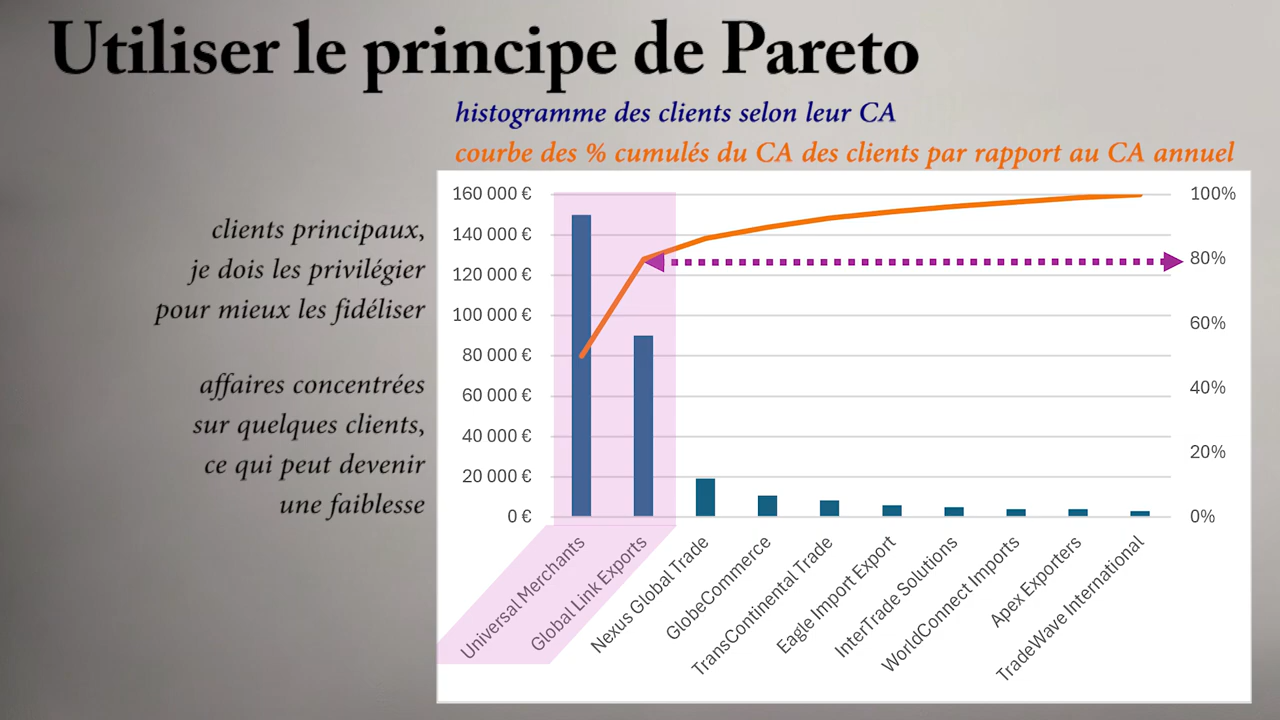 Utiliser le principe de Pareto
histogramme des clients selon leur CA
courbe des % cumulés du CA des clients par rapport au CA annuel
clients principaux,
je dois les privilégier
pour mieux les fidéliser
affaires concentrées
sur quelques clients,
ce qui peut devenir
une faiblesse
160 000 €
140 000 €
120 000 €
100 000 €
80 000 €
60 000 €
40 000 €
20 000 €
0 €
100%
80%
60%
40%
20%
0%
Universal Merchants
Global Link Exports
Nexus Global Trade
GlobeCommerce
TransContinental Trade
Eagle Import Export
InterTrade Solutions
WorldConnect Imports
Apex Exporters
TradeWave International